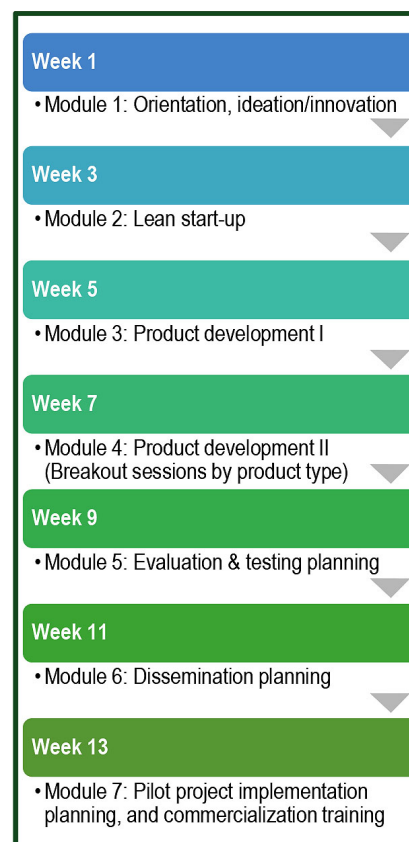 Week 1
• Module 1: Orientation, ideation/innovation
Week 3
• Module 2: Lean start-up
Week 5
• Module 3: Product development I
Week 7
• Module 4: Product development II
(Breakout sessions by product type)
Week 9
• Module 5: Evaluation & testing planning
Week 11
• Module 6: Dissemination planning
Week 13
• Module 7: Pilot project implementation
planning, and commercialization training